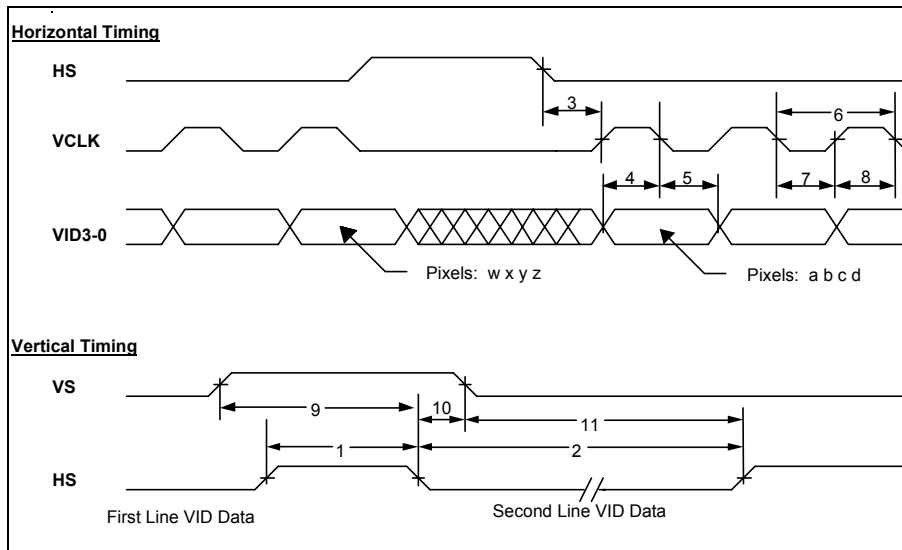 Horizontal Timing
HS
3
6
VCLK
4 5 7 8
VID3-0
Pixels: w x y z
Pixels: a b c d
Vertical Timing
VS
9 10 11
1 2
HS
First Line VID Data
Second Line VID Data